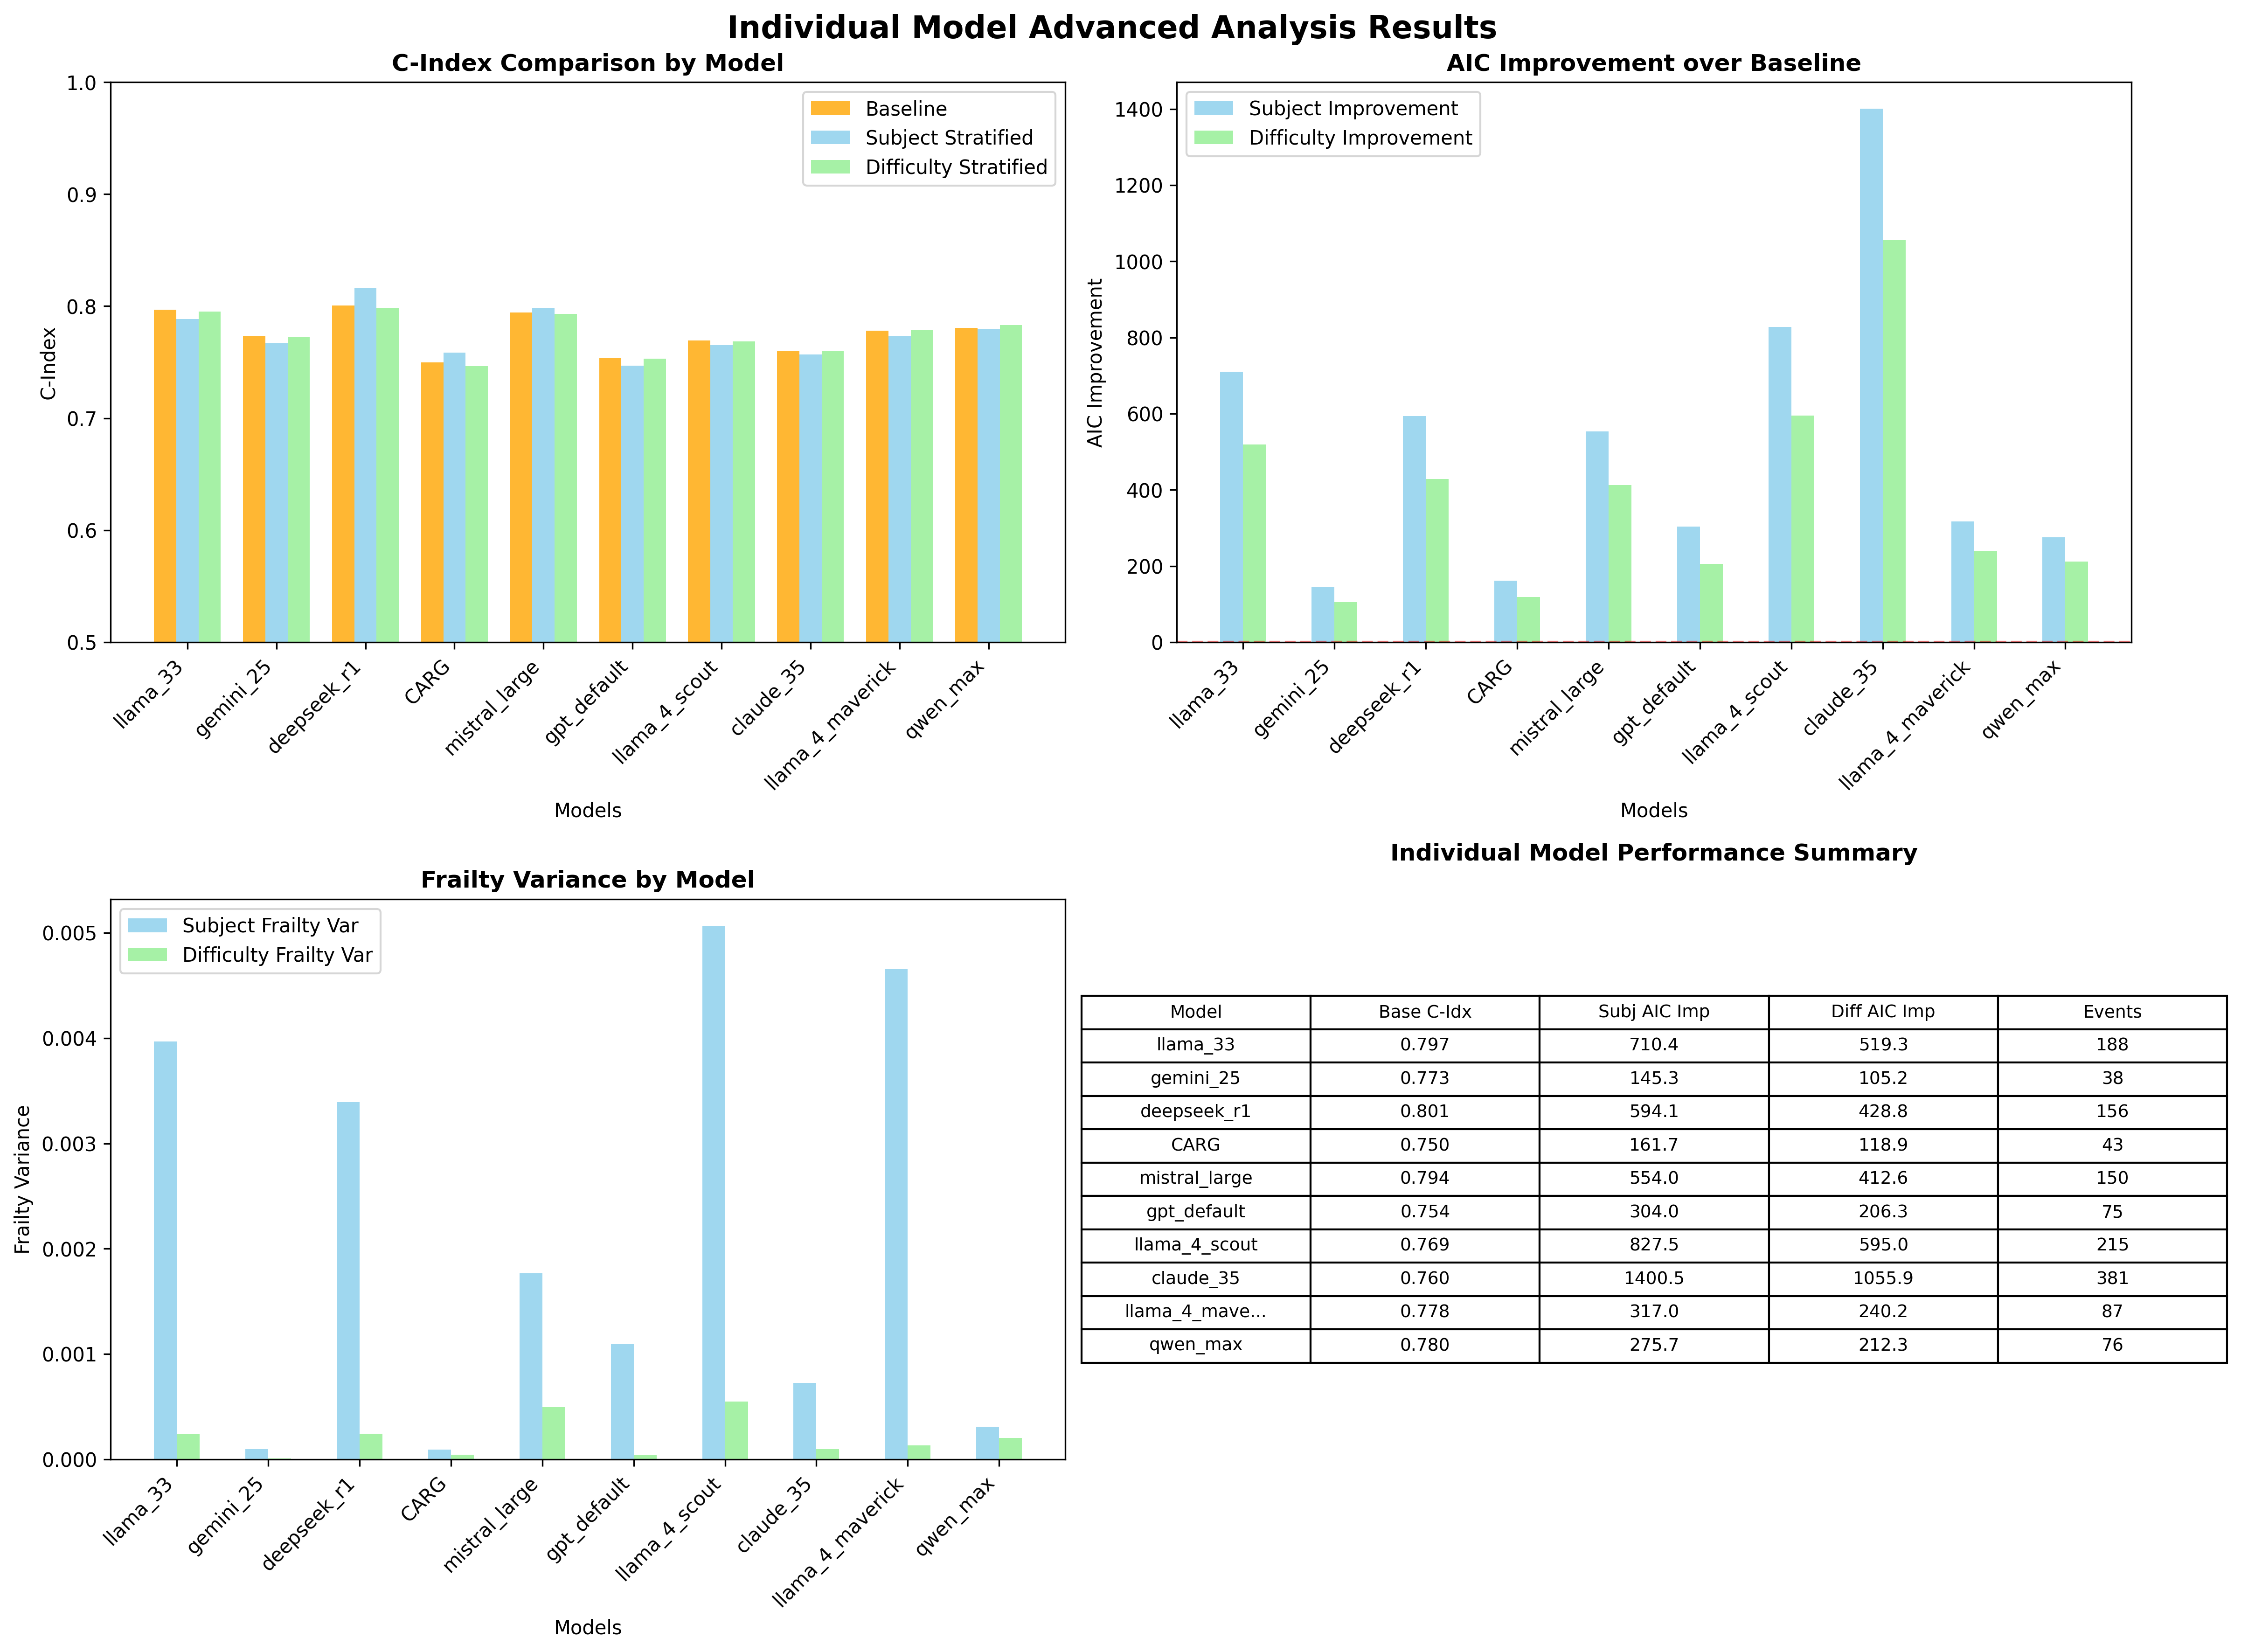 Individual Model Advanced Analysis Results
C-Index Comparison by Model
1.0
0.9
0.8
0.7
0.6
0.5
C-Index
Baseline
Subject Stratified
Difficulty Stratified
llama_33
gemini_25
deepseek_r1
CARG
mistral_large
gpt_default
llama_4_scout
claude_35
llama_4_maverick
qwen_max
Models
AIC Improvement over Baseline
1400
1200
1000
800
600
400
200
0
AIC Improvement
Subject Improvement
Difficulty Improvement
llama_33
gemini_25
deepseek_r1
CARG
mistral_large
gpt_default
llama_4_scout
claude_35
llama_4_maverick
qwen_max
Models
Frailty Variance by Model
0.005
0.004
0.003
0.002
0.001
0.000
Frailty Variance
Subject Frailty Var
Difficulty Frailty Var
llama_33
gemini_25
deepseek_r1
CARG
mistral_large
gpt_default
llama_4_scout
claude_35
llama_4_maverick
qwen_max
Models
Individual Model Performance Summary
Model Base C-Idx Subj AIC Imp Diff AIC Imp Events
llama_33 0.797 710.4 519.3 188
gemini_25 0.773 145.3 105.2 38
deepseek_r1 0.801 594.1 428.8 156
CARG 0.750 161.7 118.9 43
mistral_large 0.794 554.0 412.6 150
gpt_default 0.754 304.0 206.3 75
llama_4_scout 0.769 827.5 595.0 215
claude_35 0.760 1400.5 1055.9 381
llama_4_mave... 0.778 317.0 240.2 87
qwen_max 0.780 275.7 212.3 76